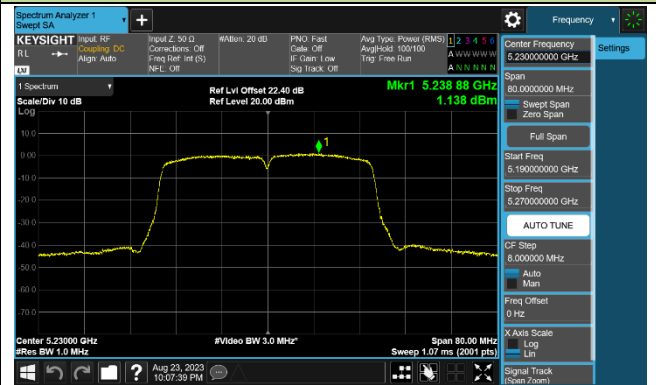 Spectrum Analyzer 1
Swept SA
Frequency
KEYSIGHT
RL
LXI
Input: RF
Coupling: DC
Align: Auto
Input Z: 50 Ω
Corrections: Off
Freq Ref: Int (S)
NFE: Off
#Atten: 20 dB
PNO: Fast
Gate: Off
IF Gain: Low
Sig Track: Off
Avg Type: Power (RMS)
Avg|Hold: 100/100
Trig: Free Run
1 2 3 4 5 6
A W W W W W
A N N N N N
1 Spectrum
Scale/Div 10 dB
Log
Ref Lvl Offset 22.40 dB
Ref Level 20.00 dBm
Mkr1 5.238 88 GHz
1.138 dBm
1
10.0
0.00
-10.0
-20.0
-30.0
-40.0
-50.0
-60.0
-70.0
Center 5.23000 GHz
#Res BW 1.0 MHz
#Video BW 3.0 MHz*
Span 80.00 MHz
Sweep 1.07 ms (2001 pts)
Aug 23, 2023
10:07:39 PM
Center Frequency
5.230000000 GHz
Settings
Span
80.0000000 MHz
Swept Span
Zero Span
Full Span
Start Freq
5.190000000 GHz
Stop Freq
5.270000000 GHz
AUTO TUNE
CF Step
8.000000 MHz
Auto
Man
Freq Offset
0 Hz
X Axis Scale
Log
Lin
Signal Track
(Span Zoom)